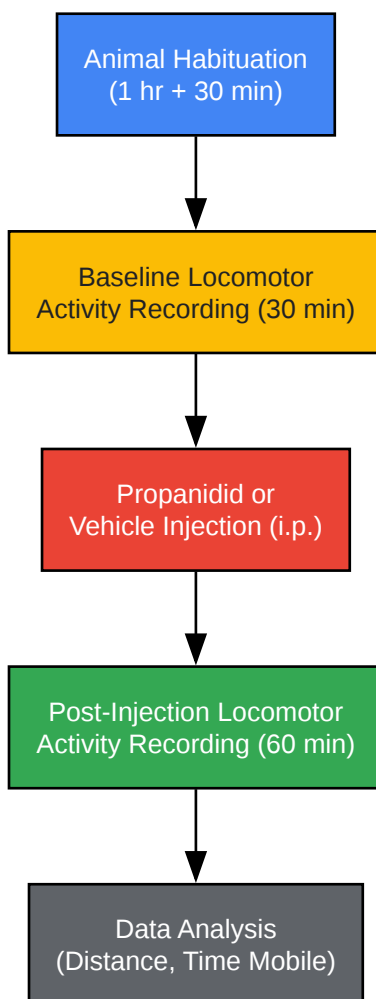 Animal Habituation
(1 hr + 30 min)
Baseline Locomotor
Activity Recording (30 min)
Propanidid or
Vehicle Injection (i.p.)
Post-Injection Locomotor
Activity Recording (60 min)
Data Analysis
(Distance, Time Mobile)